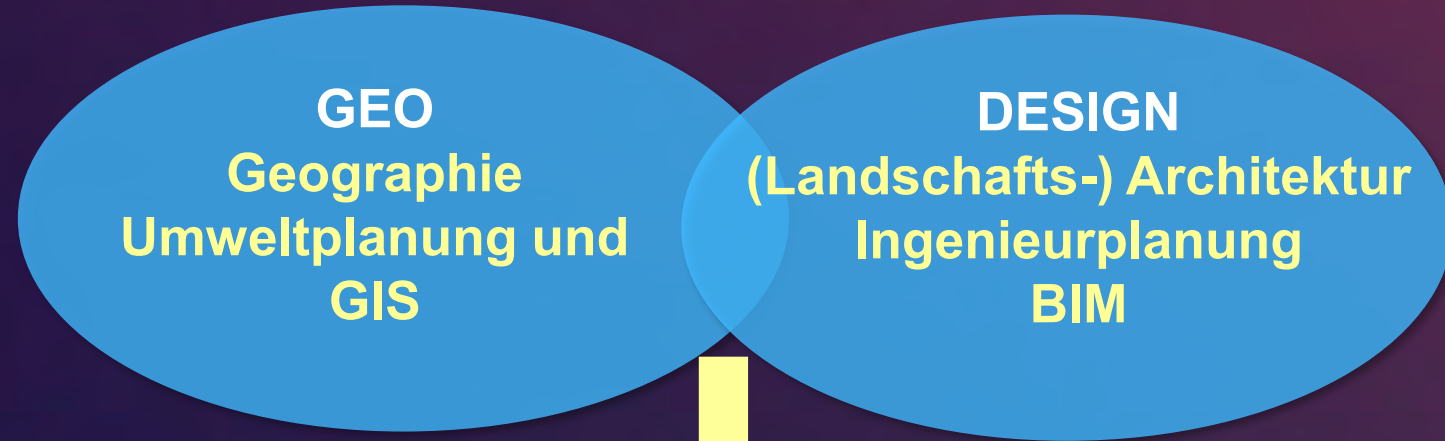 GEO
Geographie
Umweltplanung und
GIS
DESIGN
(Landschafts-) Architektur
Ingenieurplanung
BIM